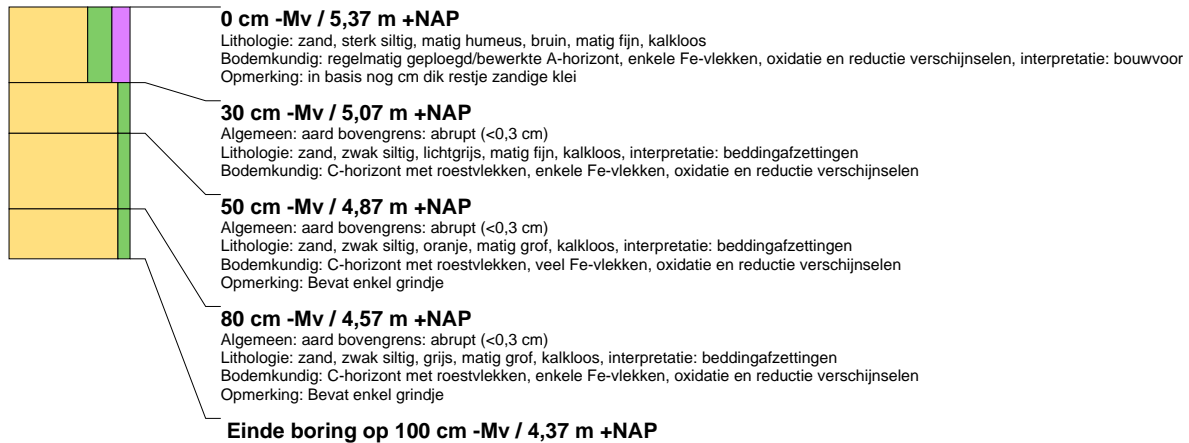 0 cm -Mv / 5,37 m +NAP
Lithologie: zand, sterk siltig, matig humeus, bruin, matig fijn, kalkloos
Bodemkundig: regelmatig geploegd/bewerkte A-horizont, enkele Fe-vlekken, oxidatie en reductie verschijnselen, interpretatie: bouwvoor
Opmerking: in basis nog cm dik restje zandige klei
30 cm -Mv / 5,07 m +NAP
Algemeen: aard bovengrens: abrupt (<0,3 cm)
Lithologie: zand, zwak siltig, lichtgrijs, matig fijn, kalkloos, interpretatie: beddingafzettingen
Bodemkundig: C-horizont met roestvlekken, enkele Fe-vlekken, oxidatie en reductie verschijnselen
50 cm -Mv / 4,87 m +NAP
Algemeen: aard bovengrens: abrupt (<0,3 cm)
Lithologie: zand, zwak siltig, oranje, matig grof, kalkloos, interpretatie: beddingafzettingen
Bodemkundig: C-horizont met roestvlekken, veel Fe-vlekken, oxidatie en reductie verschijnselen
Opmerking: Bevat enkel grindje
80 cm -Mv / 4,57 m +NAP
Algemeen: aard bovengrens: abrupt (<0,3 cm)
Lithologie: zand, zwak siltig, grijs, matig grof, kalkloos, interpretatie: beddingafzettingen
Bodemkundig: C-horizont met roestvlekken, enkele Fe-vlekken, oxidatie en reductie verschijnselen
Opmerking: Bevat enkel grindje
Einde boring op 100 cm -Mv / 4,37 m +NAP